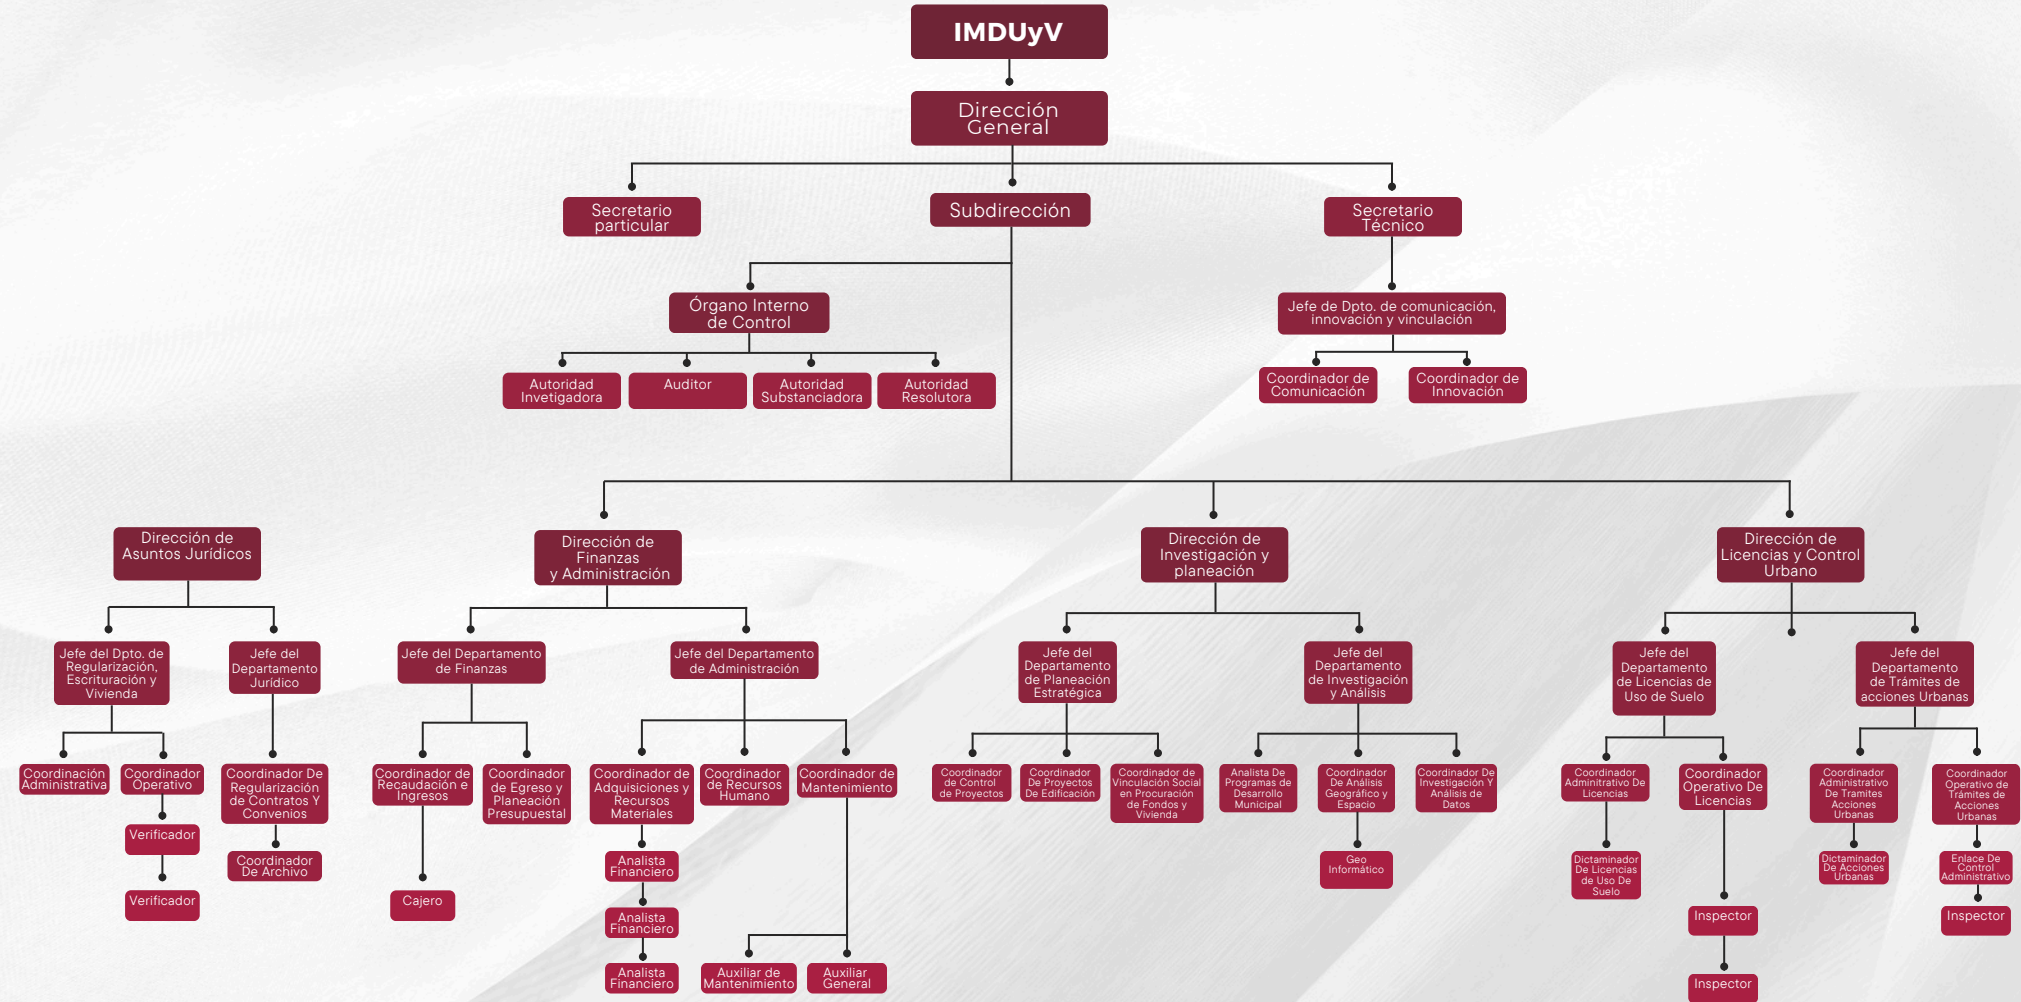 IMDUyV
Dirección
General
Secretario
particular
Subdirección
Secretario
Técnico
Órgano Interno
de Control
Jefe de Dpto. de comunicación,
innovación y vinculación
Autoridad
Invetigadora
Auditor
Autoridad
Substanciadora
Autoridad
Resolutora
Coordinador de
Comunicación
Coordinador de
Innovación
Dirección de
Asuntos Jurídicos
Dirección de
Finanzas
y Administración
Dirección de
Investigación y
planeación
Dirección de
Licencias y Control
Urbano
Jefe del Dpto. de
Regularización,
Escrituración y
Vivienda
Jefe del
Departamento
Jurídico
Jefe del Departamento
de Finanzas
Jefe del Departamento
de Administración
Jefe del
Departamento
de Planeación
Estratégica
Jefe del
Departamento
de Investigación
y Análisis
Jefe del
Departamento
de Licencias de
Uso de Suelo
Jefe del
Departamento
de Trámites de
acciones Urbanas
Coordinación
Administrativa
Coordinador
Operativo
Coordinador De
Regularización
de Contratos Y
Convenios
Coordinador de
Recaudación e
Ingresos
Coordinador
de Egreso y
Planeación
Presupuestal
Coordinador de
Adquisiciones y
Recursos
Materiales
Coordinador
de Recursos
Humano
Coordinador de
Mantenimiento
Coordinador
de Control
de Proyectos
Coordinador
De Proyectos
De Edificación
Coordinador de
Vinculación Social
en Procuración
de Fondos y
Vivienda
Analista De
Programas de
Desarrollo
Municipal
Coordinador
De Análisis
Geográfico y
Espacio
Coordinador De
Investigación Y
Análisis de
Datos
Coordinador
Adminitrativo De
Licencias
Coordinador
Operativo De
Licencias
Coordinador
Administrativo
De Tramites
Acciones
Urbanas
Coordinador
Operativo de
Trámites de
Acciones
Urbanas
Verificador
Verificador
Coordinador
De Archivo
Cajero
Analista
Financiero
Analista
Financiero
Analista
Financiero
Auxiliar de
Mantenimiento
Auxiliar
General
Geo
Informático
Dictaminador
De Licencias
de Uso De
Suelo
Inspector
Inspector
Dictaminador
De Acciones
Urbanas
Enlace De
Control
Administrativo
Inspector